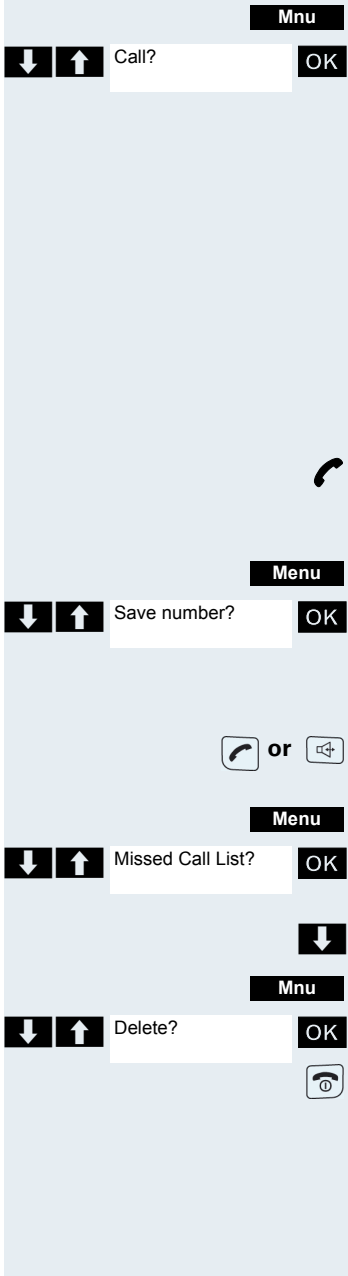 Mnu
Call? OK
Menu
Save number? OK
or
Menu
Missed Call List? OK
Mnu
Delete? OK